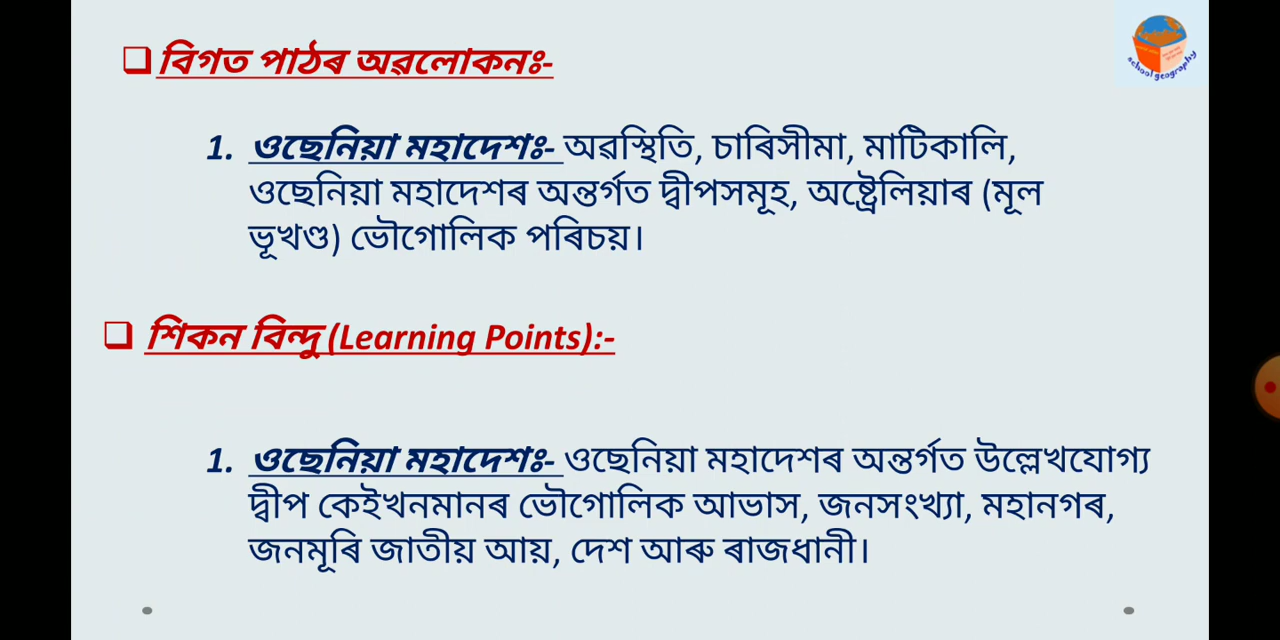 ❑বিগত পাঠৰ অৱলোকনঃ-
school geography
1. ওছেনিয়া মহাদেশঃ- অৱস্থিতি, চাৰিসীমা, মাটিকালি,
ওছেনিয়া মহাদেশৰ অন্তৰ্গত দ্বীপসমূহ, অষ্ট্ৰেলিয়াৰ (মূল
ভূখণ্ড) ভৌগোলিক পৰিচয়।
❑ শিকন বিন্দু (Learning Points):-
1. ওছেনিয়া মহাদেশঃ- ওছেনিয়া মহাদেশৰ অন্তৰ্গত উল্লেখযোগ্য
দ্বীপ কেইখনমানৰ ভৌগোলিক আভাস, জনসংখ্যা, মহানগৰ,
জনমূৰি জাতীয় আয়, দেশ আৰু ৰাজধানী।